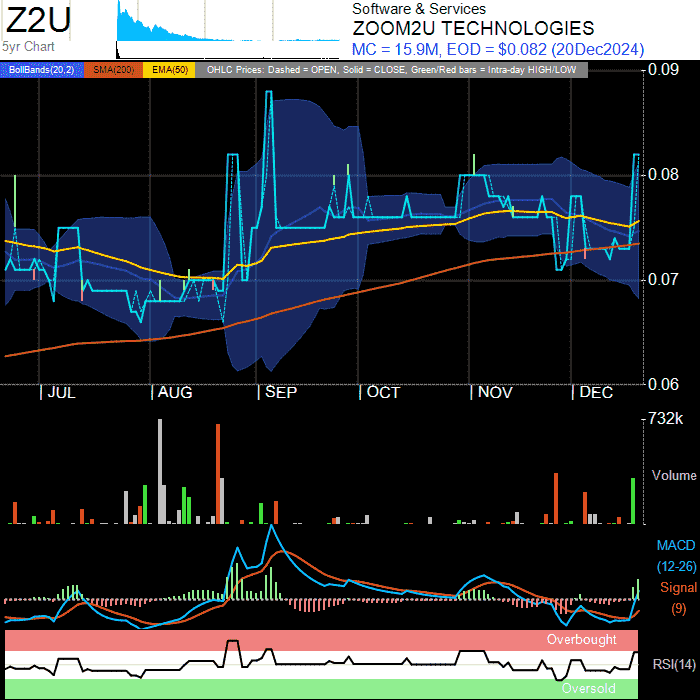 Z2U
5yr Chart
Software & Services
ZOOM2U TECHNOLOGIES
MC = 15.9M, EOD = $0.082 (20Dec2024)
BollBands(20,2) SMA(200) EMA(50) OHLC Prices: Dashed = OPEN, Solid = CLOSE, Green/Red bars = Intra-day HIGH/LOW
0.09
0.08
0.07
0.06
JUL AUG SEP OCT NOV DEC
732k
Volume
MACD
(12-26)
Signal
(9)
Overbought
RSI(14)
Oversold